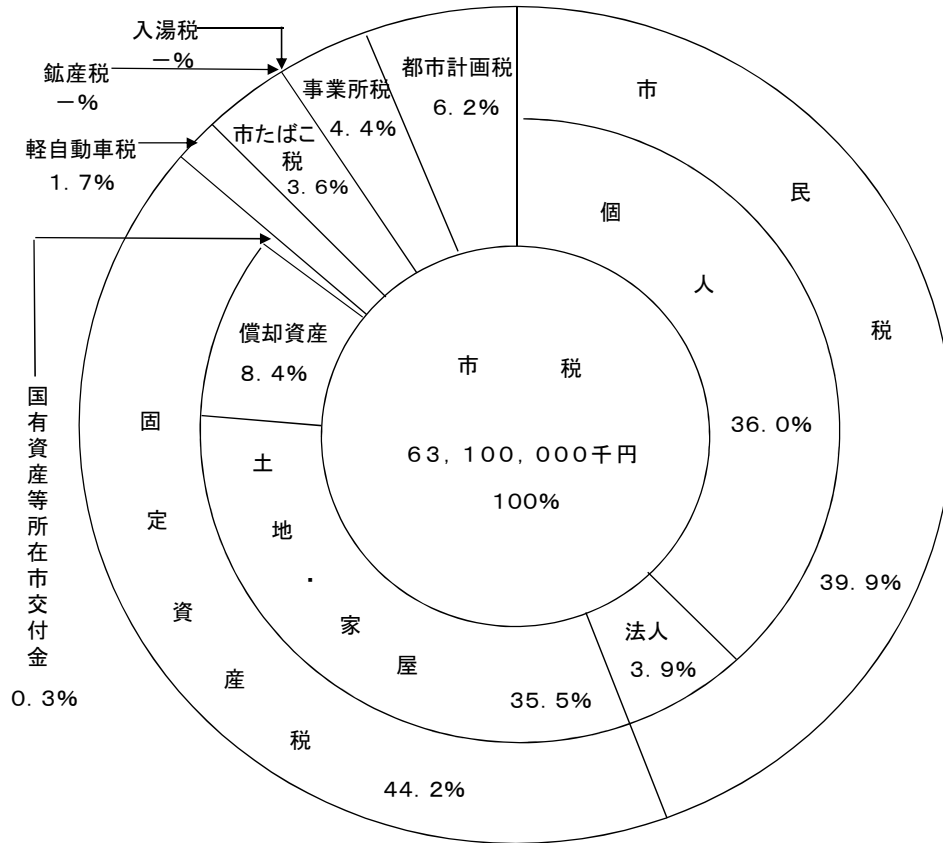 入湯税
－%
鉱産税
－%
軽自動車税
1.7%
市たばこ
税
3.6%
事業所税
4.4%
都市計画税
6.2%
市民税
39.9%
個人
36.0%
法人
3.9%
市　税
63,100,000千円
100%
償却資産
8.4%
土地・家屋
35.5%
固定資産税
44.2%
国有資産等所在市交付金
0.3%